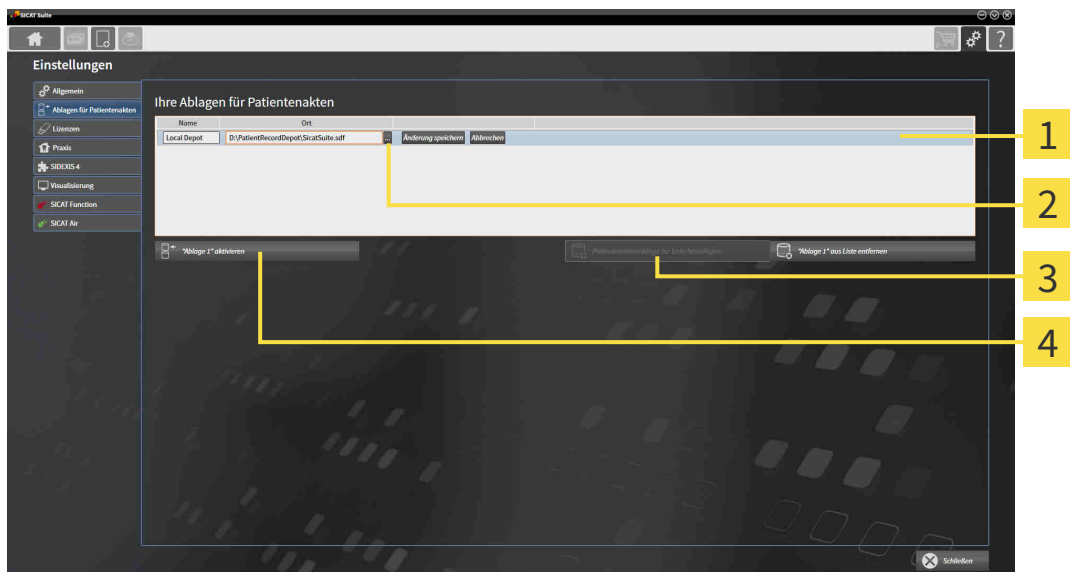 SICAT Suite
?
Einstellungen
Allgemein
Ablagen für Patientenakten
Lizenzen
Praxis
SIDEXIS 4
Visualisierung
SICAT Function
SICAT Air
Ihre Ablagen für Patientenakten
Name Ort
Local Depot D:\PatientRecordDepot\SicatSuite.sdf ... Änderung speichern Abbrechen
"Ablage 1" aktivieren
Patientenaktenablage zur Liste hinzufügen
"Ablage 1" aus Liste entfernen
Schließen
1
2
3
4